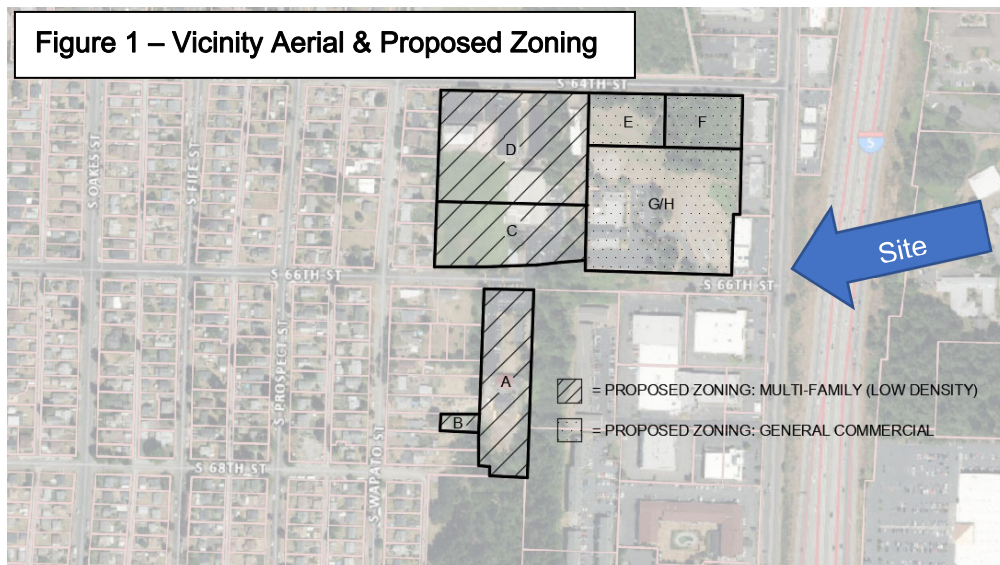 Figure 1 – Vicinity Aerial & Proposed Zoning
S 64TH ST
E
F
D
5
S OAKES ST
S FIFE ST
G/H
C
Site
S 66TH ST
S 66TH ST
S PROSPECT ST
A
= PROPOSED ZONING: MULTI-FAMILY (LOW DENSITY)
B
= PROPOSED ZONING: GENERAL COMMERCIAL
S WAPATO ST
S 68TH ST